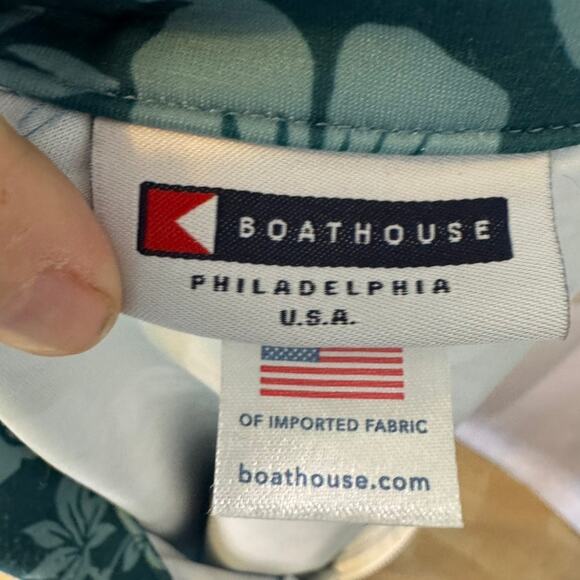 BOATHOUSE
PHILADELPHIA
U.S.A.
OF IMPORTED FABRIC
boathouse.com